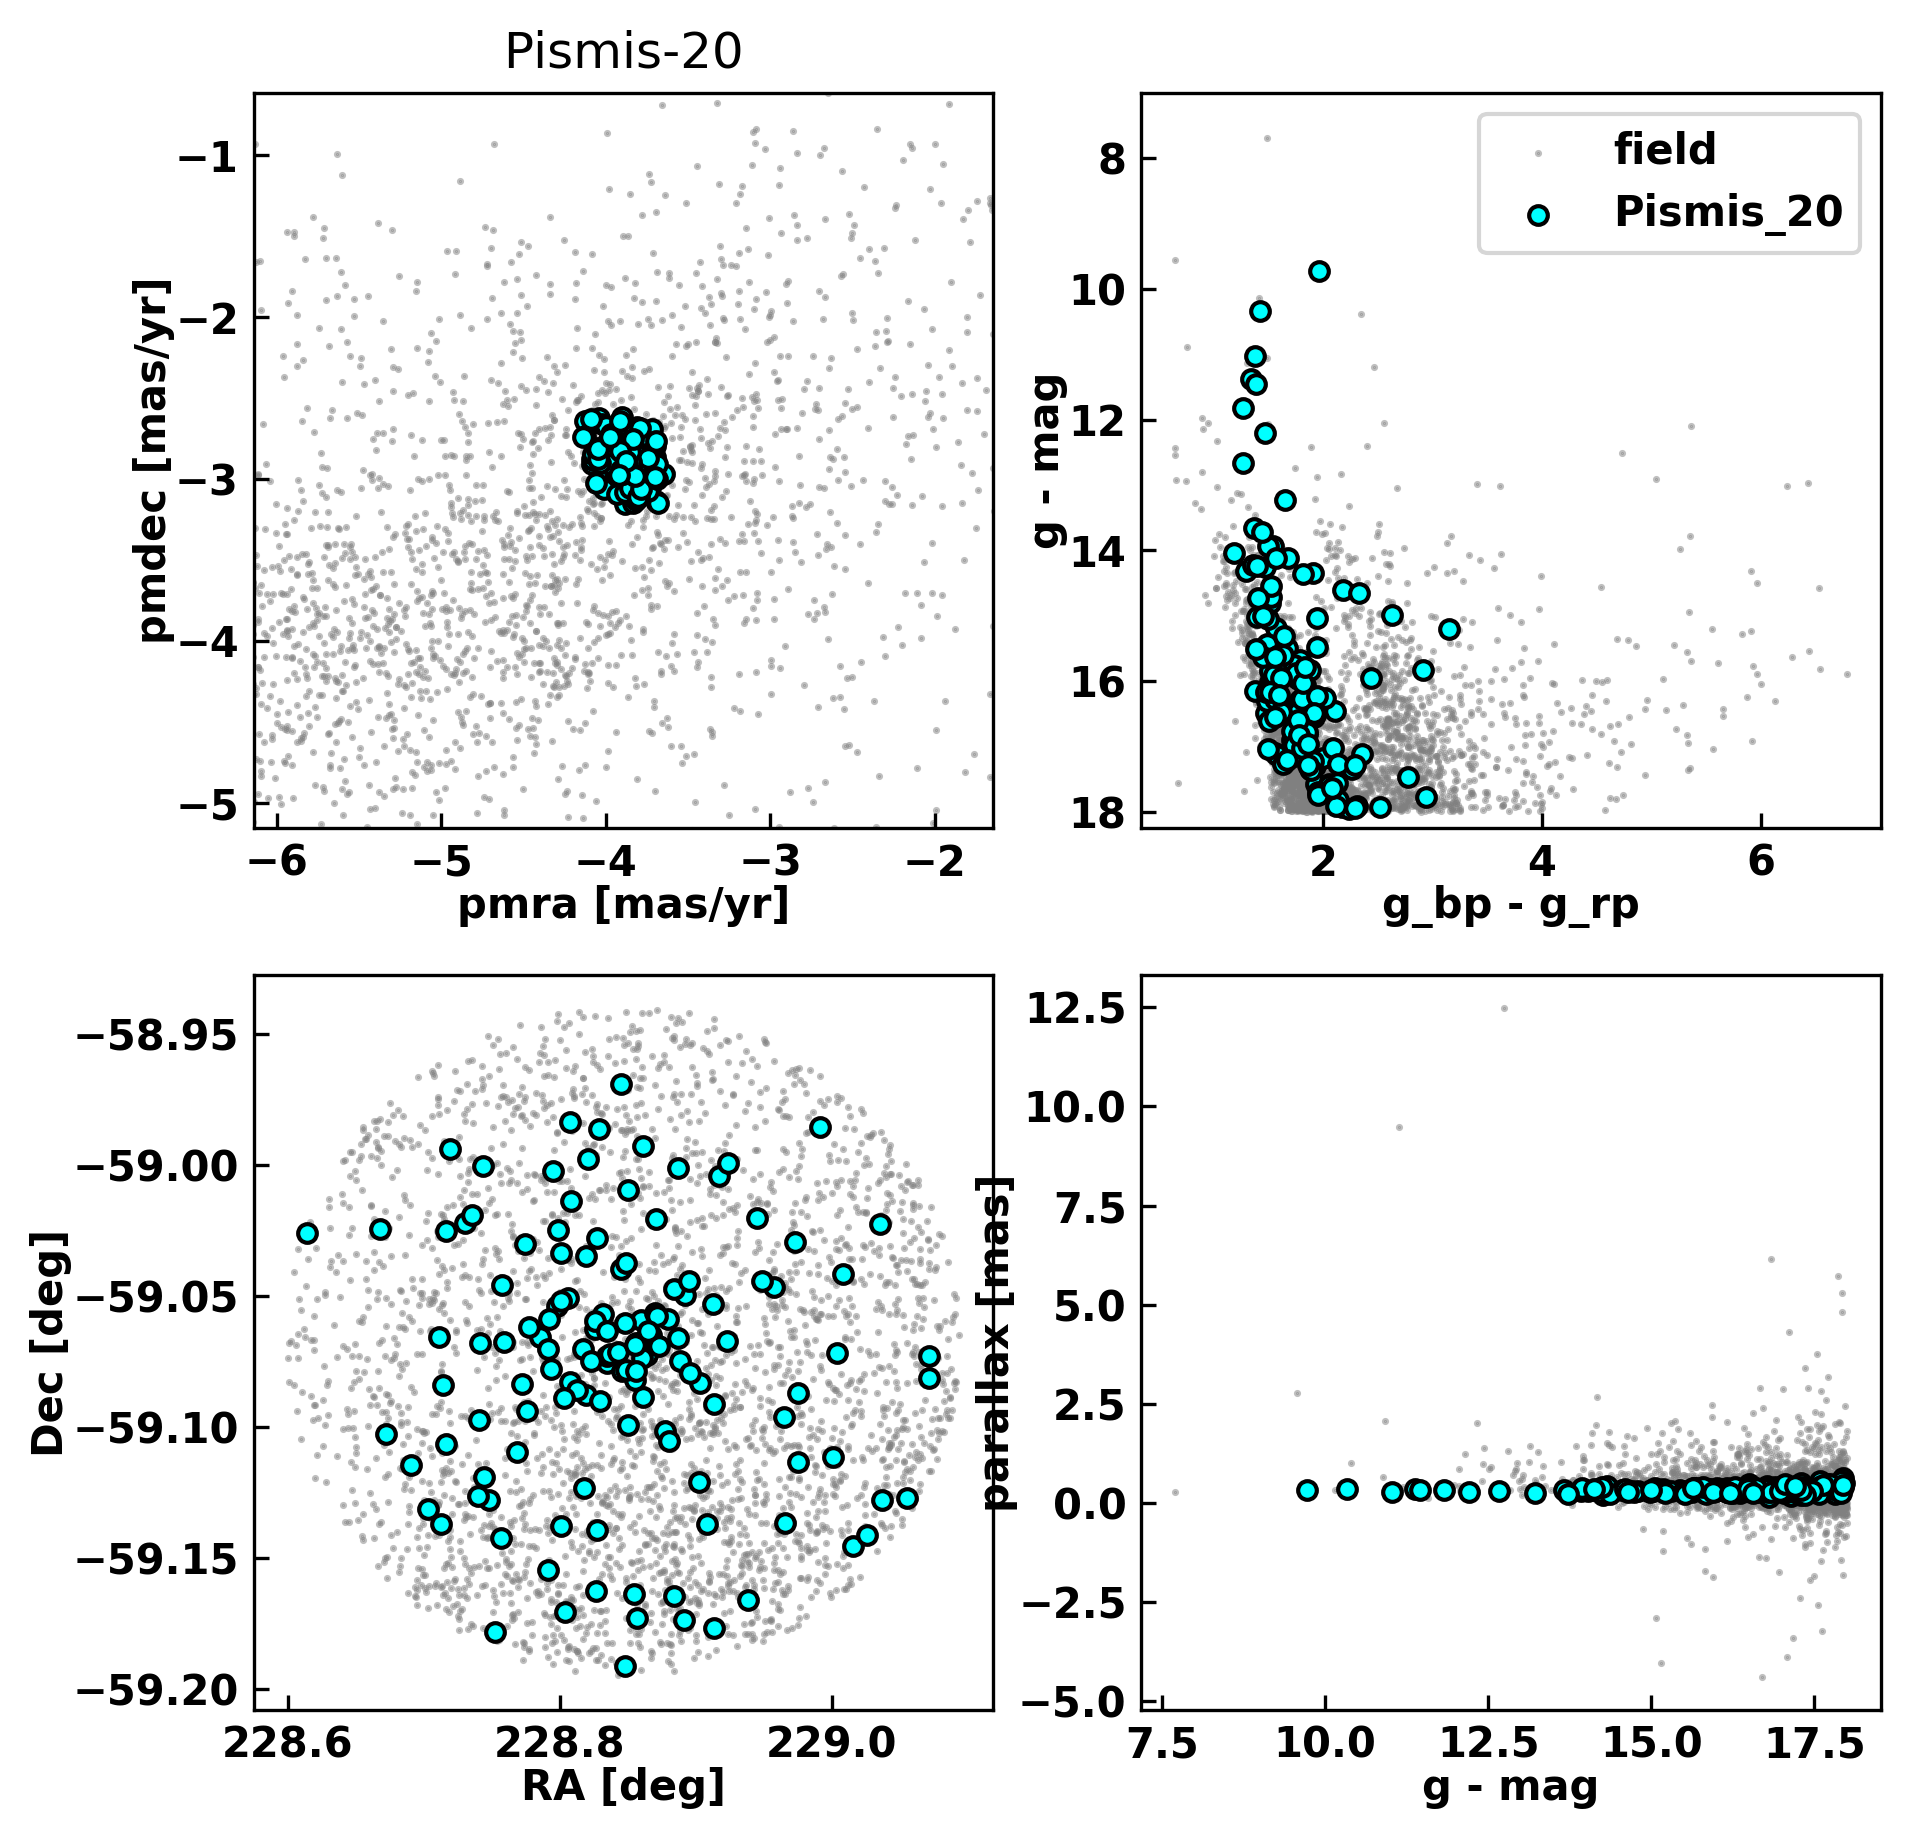 Pismis-20
−1
−2
−3
−4
−5
pmdec [mas/yr]
−6 −5 −4 −3 −2
pmra [mas/yr]
field
Pismis_20
8
10
12
14
16
18
g - mag
2 4 6
g_bp - g_rp
−58.95
−59.00
−59.05
−59.10
−59.15
−59.20
Dec [deg]
228.6 228.8 229.0
RA [deg]
12.5
10.0
7.5
5.0
2.5
0.0
−2.5
−5.0
parallax [mas]
7.5 10.0 12.5 15.0 17.5
g - mag